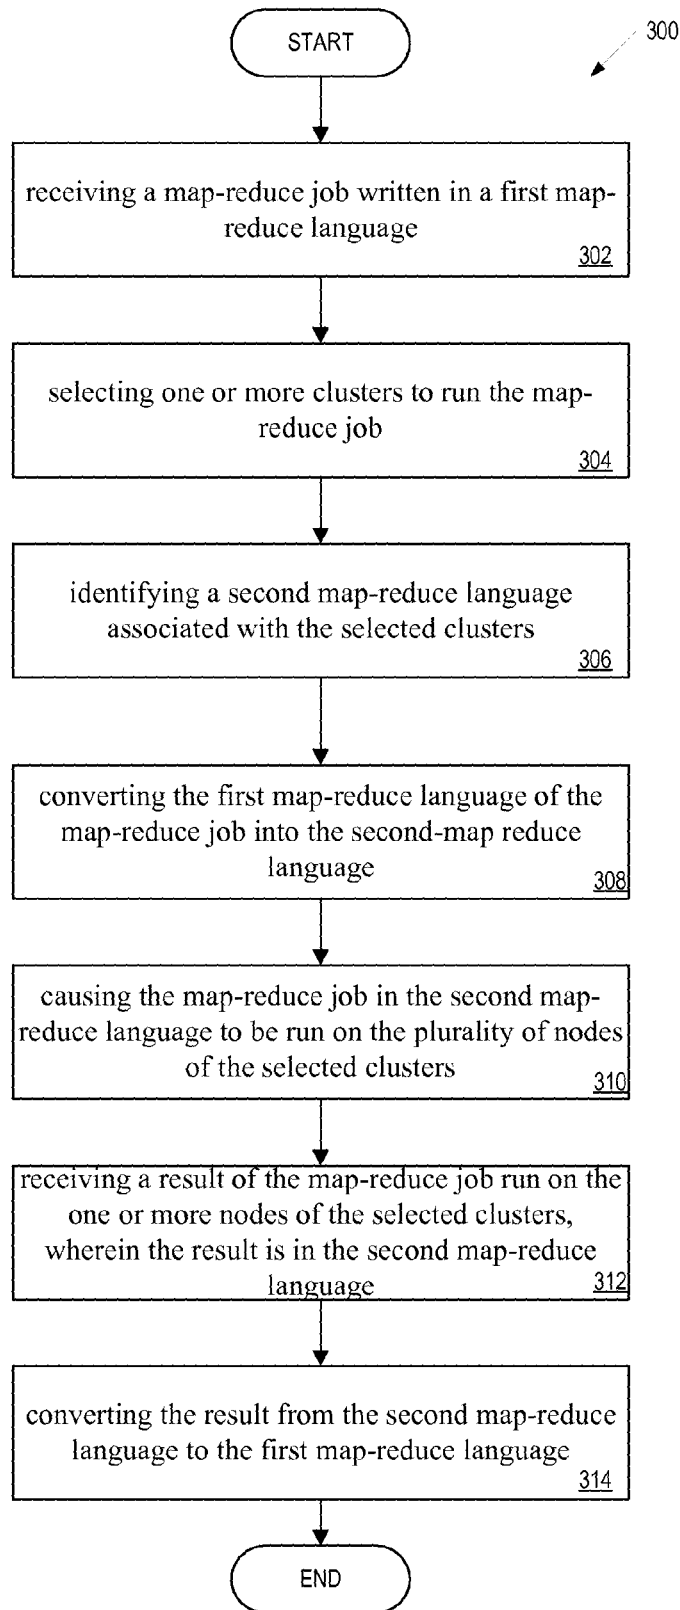 START
300
receiving a map-reduce job written in a first map-
reduce language
302
selecting one or more clusters to run the map-
reduce job
304
identifying a second map-reduce language
associated with the selected clusters
306
converting the first map-reduce language of the
map-reduce job into the second-map reduce
language
308
causing the map-reduce job in the second map-
reduce language to be run on the plurality of nodes
of the selected clusters
310
receiving a result of the map-reduce job run on the
one or more nodes of the selected clusters,
wherein the result is in the second map-reduce
language
312
converting the result from the second map-reduce
language to the first map-reduce language
314
END